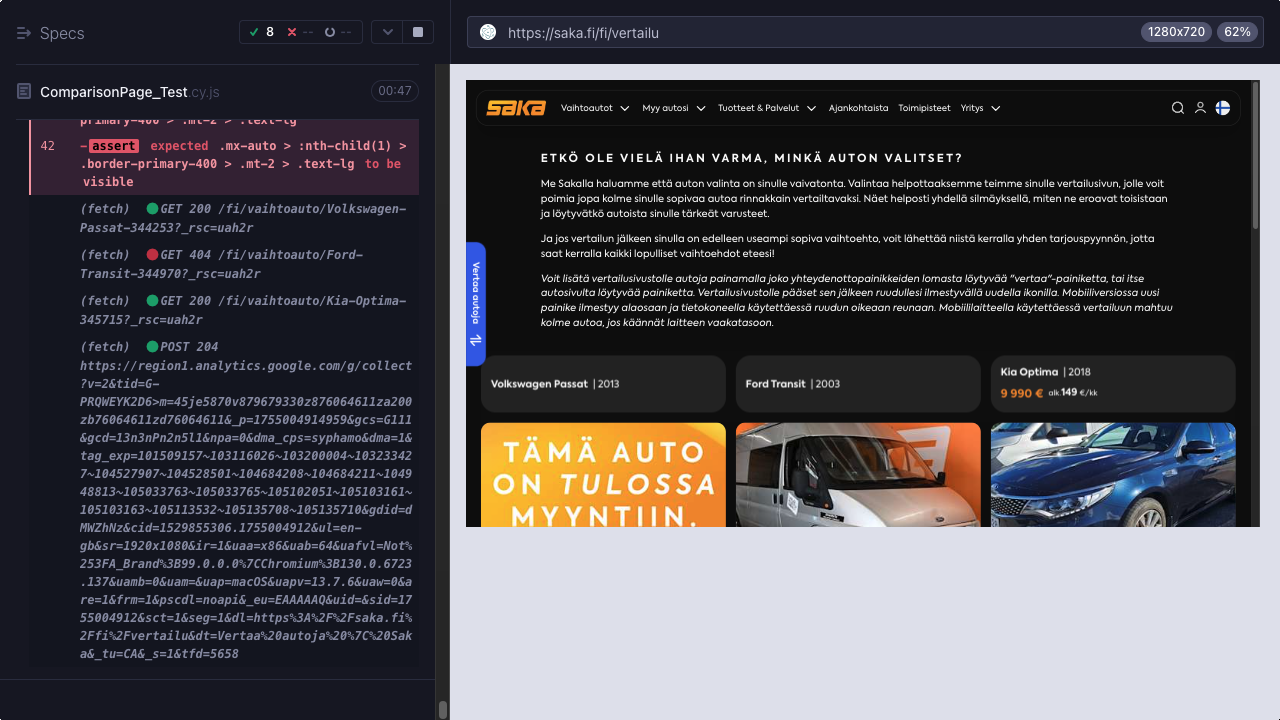 Specs
8
--
--
https://saka.fi/fi/vertailu
1280x720
62%
ComparisonPage_Test.cy.js
00:47
primary-400 > .mt-2 > .text-lg
42
-assert expected .mx-auto > :nth-child(1) >
.border-primary-400 > .mt-2 > .text-lg to be
visible
(fetch) GET 200 /fi/vaihtoauto/Volkswagen-
Passat-344253?_rsc=uah2r
(fetch) GET 404 /fi/vaihtoauto/Ford-
Transit-344970?_rsc=uah2r
(fetch) GET 200 /fi/vaihtoauto/Kia-Optima-
345715?_rsc=uah2r
(fetch) POST 204
https://region1.analytics.google.com/g/collect
?v=2&tid=G-
PRQWEYK2D6&gtm=45je5870v879679330z876064611za200
zb76064611zd76064611&_p=1755004914959&gcs=G111
&gcd=13n3nPn2n5l1&npa=0&dma_cps=syphamo&dma=1&
tag_exp=101509157~103116026~103200004~10323342
7~104527907~104528501~104684208~104684211~1049
48813~105033763~105033765~105102051~105103161~
105103163~105113532~105135708~105135710&gdid=d
MWZhNz&cid=1529855306.1755004912&ul=en-
gb&sr=1920x1080&ir=1&uaa=x86&uab=64&uafvl=Not%
253FA_Brand%3B99.0.0.0%7CChromium%3B130.0.6723
.137&uamb=0&uam=&uap=macOS&uapv=13.7.6&uaw=0&a
re=1&frm=1&pscdl=noapi&_eu=EAAAAAQ&uid=&sid=17
55004912&sct=1&seg=1&dl=https%3A%2F%2Fsaka.fi%
2Ffi%2Fvertailu&dt=Vertaa%20autoja%20%7C%20Sak
a&_tu=CA&_s=1&tfd=5658
saka
Vaihtoautot
Myy autosi
Tuotteet & Palvelut
Ajankohtaista
Toimipisteet
Yritys
ETKÖ OLE VIELÄ IHAN VARMA, MINKÄ AUTON VALITSET?
Me Sakalla haluamme että auton valinta on sinulle vaivatonta. Valintaa helpottaaksemme teimme sinulle vertailusivun, jolle voit
poimia jopa kolme sinulle sopivaa autoa rinnakkain vertailtavaksi. Näet helposti yhdellä silmäyksellä, miten ne eroavat toisistaan
ja löytyvätkö autoista sinulle tärkeät varusteet.
Ja jos vertailun jälkeen sinulla on edelleen useampi sopiva vaihtoehto, voit lähettää niistä kerralla yhden tarjouspyynnön, jotta
saat kerralla kaikki lopulliset vaihtoehdot eteesi!
Voit lisätä vertailusivustolle autoja painamalla joko yhteydenottopainikkeiden lomasta löytyvää "vertaa"-painiketta, tai itse
autosivulta löytyvää painiketta. Vertailusivustolle pääset sen jälkeen ruudullesi ilmestyvällä uudella ikonilla. Mobiiliversiossa uusi
painike ilmestyy alaosaan ja tietokoneella käytettäessä ruudun oikeaan reunaan. Mobiililaitteella käytettäessä vertailuun mahtuu
kolme autoa, jos käännät laitteen vaakatasoon.
Vertaa autoja
Volkswagen Passat | 2013
Ford Transit | 2003
Kia Optima | 2018
9 990 € alk.149 €/kk
TÄMÄ AUTO
ON TULOSSA
MYYNTIIN.